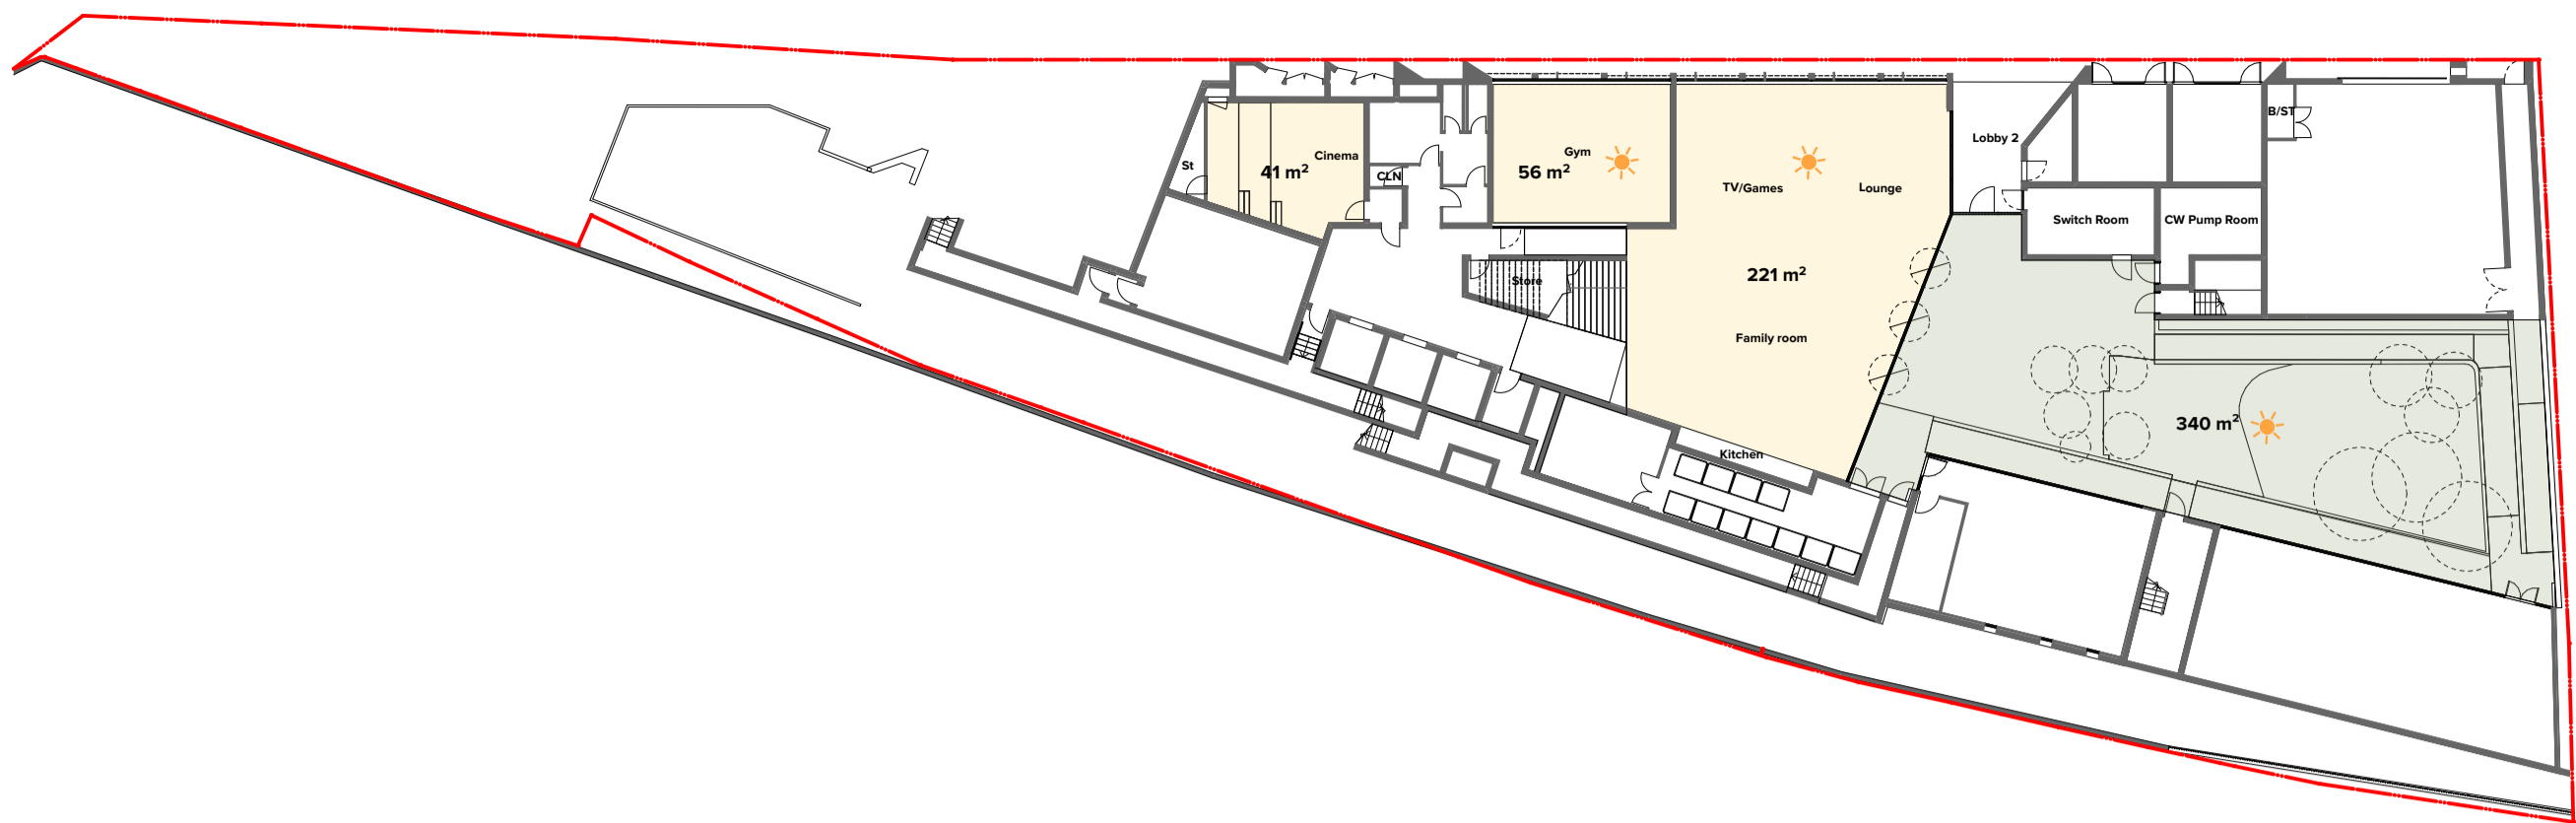 B/ST
Lobby 2
Gym
Cinema
St
41 m²
56 m²
CLN
TV/Games
Lounge
Switch Room
CW Pump Room
221 m²
Store
Family room
340 m²
Kitchen